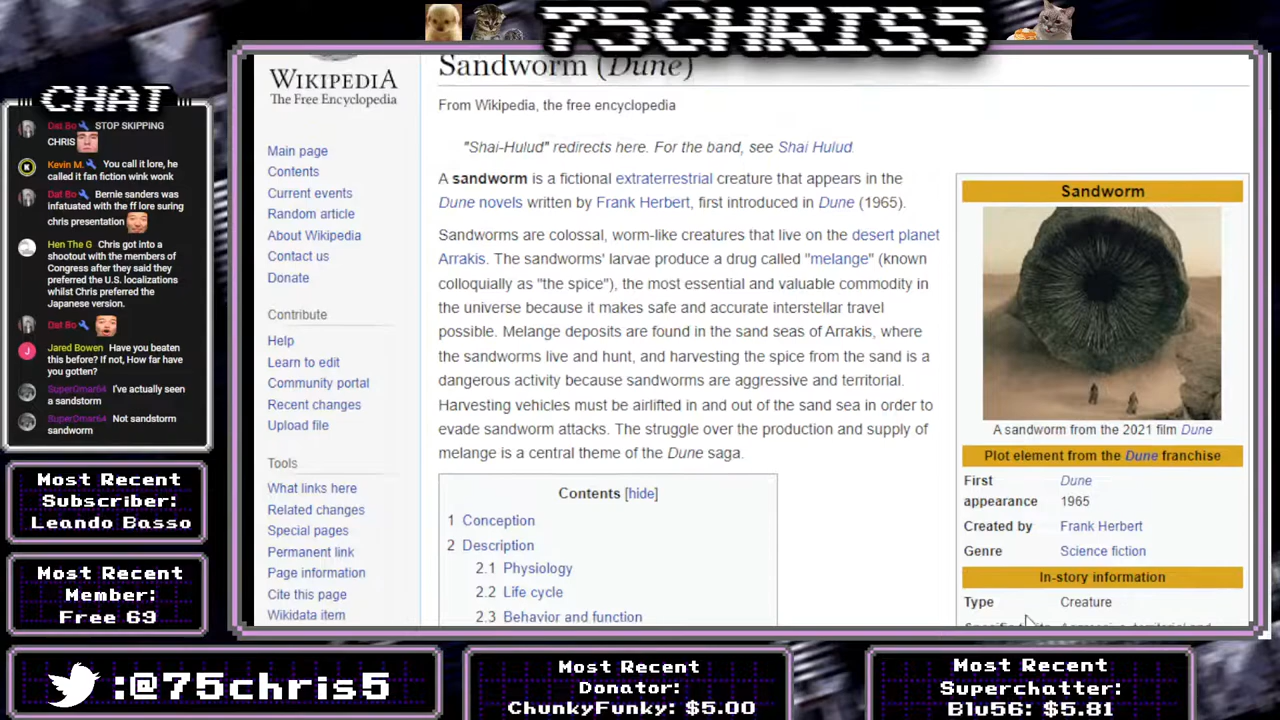 75CHRIS5
CHAT
Dat Bo STOP SKIPPING
CHRIS
Kevin M. You call it lore, he
called it fan fiction wink wonk
Dat Bo Bernie sanders was
infatuated with the ff lore suring
chris presentation
Hen The G Chris got into a
shootout with the members of
Congress after they said they
preferred the U.S. localizations
whilst Chris preferred the
Japanese version.
Dat Bo
Jared Bowen Have you beaten
this before? If not, How far have
you gotten?
SuperOmar64 I've actually seen
a sandstorm
SuperOmar64 Not sandstorm
sandworm
Most Recent
Subscriber:
Leando Basso
Most Recent
Member:
Free 69
WIKIPEDIA
The Free Encyclopedia
Main page
Contents
Current events
Random article
About Wikipedia
Contact us
Donate
Contribute
Help
Learn to edit
Community portal
Recent changes
Upload file
Tools
What links here
Related changes
Special pages
Permanent link
Page information
Cite this page
Wikidata item
Sandworm (Dune)
From Wikipedia, the free encyclopedia
"Shai-Hulud" redirects here. For the band, see Shai Hulud
A sandworm is a fictional extraterrestrial creature that appears in the
Dune novels written by Frank Herbert, first introduced in Dune (1965).
Sandworms are colossal, worm-like creatures that live on the desert planet
Arrakis. The sandworms' larvae produce a drug called "melange" (known
colloquially as "the spice"), the most essential and valuable commodity in
the universe because it makes safe and accurate interstellar travel
possible. Melange deposits are found in the sand seas of Arrakis, where
the sandworms live and hunt, and harvesting the spice from the sand is a
dangerous activity because sandworms are aggressive and territorial.
Harvesting vehicles must be airlifted in and out of the sand sea in order to
evade sandworm attacks. The struggle over the production and supply of
melange is a central theme of the Dune saga.
Contents [hide]
1 Conception
2 Description
2.1 Physiology
2.2 Life cycle
2.3 Behavior and function
Sandworm
A sandworm from the 2021 film Dune
Plot element from the Dune franchise
First Dune
appearance 1965
Created by Frank Herbert
Genre Science fiction
In-story information
Type Creature
:@75chris5
Most Recent
Donator:
ChunkyFunky: $5.00
Most Recent
Superchatter:
Blu56: $5.81